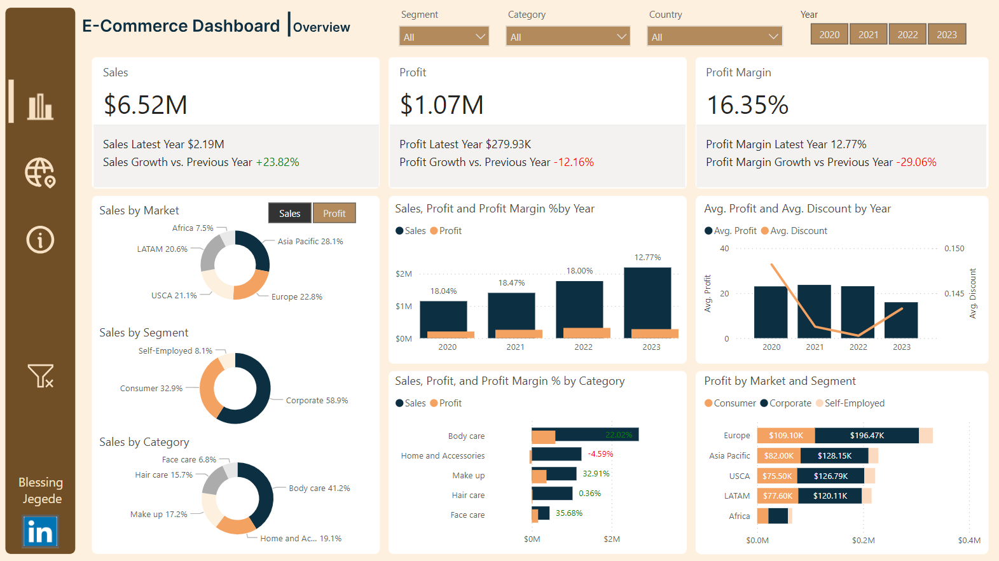 E-Commerce Dashboard | Overview
Segment
All
Category
All
Country
All
Year
2020 2021 2022 2023
Sales
$6.52M
Sales Latest Year $2.19M
Sales Growth vs. Previous Year +23.82%
Profit
$1.07M
Profit Latest Year $279.93K
Profit Growth vs. Previous Year -12.16%
Profit Margin
16.35%
Profit Margin Latest Year 12.77%
Profit Margin Growth vs Previous Year -29.06%
Sales by Market
Sales Profit
Africa 7.5%
Asia Pacific 28.1%
LATAM 20.6%
USCA 21.1%
Europe 22.8%
Sales by Segment
Self-Employed 8.1%
Consumer 32.9%
Corporate 58.9%
Sales by Category
Face care 6.8%
Hair care 15.7%
Body care 41.2%
Make up 17.2%
Home and Ac... 19.1%
Sales, Profit and Profit Margin %by Year
Sales Profit
$2M
$1M
$0M
18.04%
18.47%
18.00%
12.77%
2020 2021 2022 2023
Avg. Profit and Avg. Discount by Year
Avg. Profit Avg. Discount
40
20
0
Avg. Profit
0.150
0.145
Avg. Discount
2020 2021 2022 2023
Sales, Profit, and Profit Margin % by Category
Sales Profit
Body care 22.02%
Home and Accessories -4.59%
Make up 32.91%
Hair care 0.36%
Face care 35.68%
$0M $2M
Profit by Market and Segment
Consumer Corporate Self-Employed
Europe $109.10K $196.47K
Asia Pacific $82.00K $128.15K
USCA $75.50K $126.79K
LATAM $77.60K $120.11K
Africa
$0.0M $0.2M $0.4M
Blessing
Jegede
in